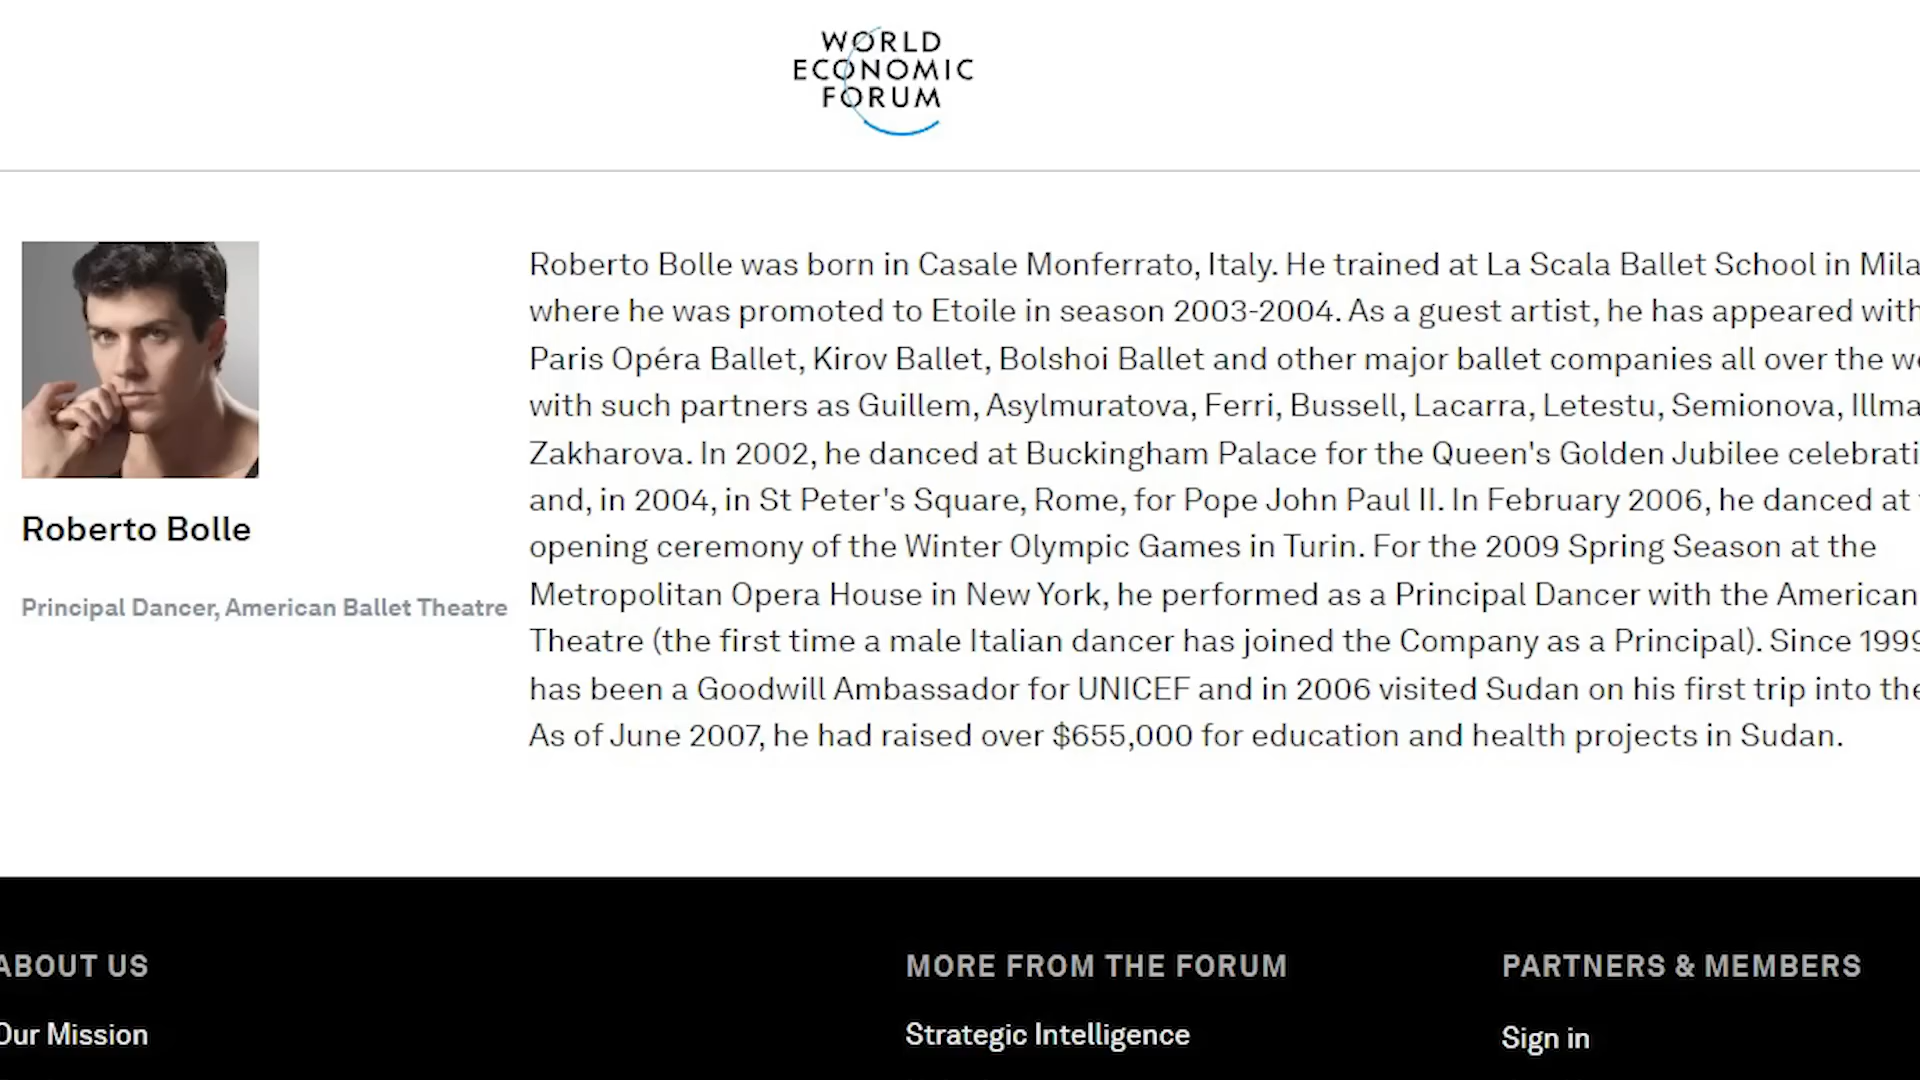 WORLD
ECONOMIC
FORUM
Roberto Bolle was born in Casale Monferrato, Italy. He trained at La Scala Ballet School in Mila
where he was promoted to Etoile in season 2003-2004. As a guest artist, he has appeared with
Paris Opéra Ballet, Kirov Ballet, Bolshoi Ballet and other major ballet companies all over the w
with such partners as Guillem, Asylmuratova, Ferri, Bussell, Lacarra, Letestu, Semionova, Illma
Zakharova. In 2002, he danced at Buckingham Palace for the Queen's Golden Jubilee celebrati
and, in 2004, in St Peter's Square, Rome, for Pope John Paul II. In February 2006, he danced at
opening ceremony of the Winter Olympic Games in Turin. For the 2009 Spring Season at the
Metropolitan Opera House in New York, he performed as a Principal Dancer with the American
Theatre (the first time a male Italian dancer has joined the Company as a Principal). Since 1999
has been a Goodwill Ambassador for UNICEF and in 2006 visited Sudan on his first trip into the
As of June 2007, he had raised over $655,000 for education and health projects in Sudan.
Roberto Bolle
Principal Dancer, American Ballet Theatre
ABOUT US
Our Mission
MORE FROM THE FORUM
Strategic Intelligence
PARTNERS & MEMBERS
Sign in